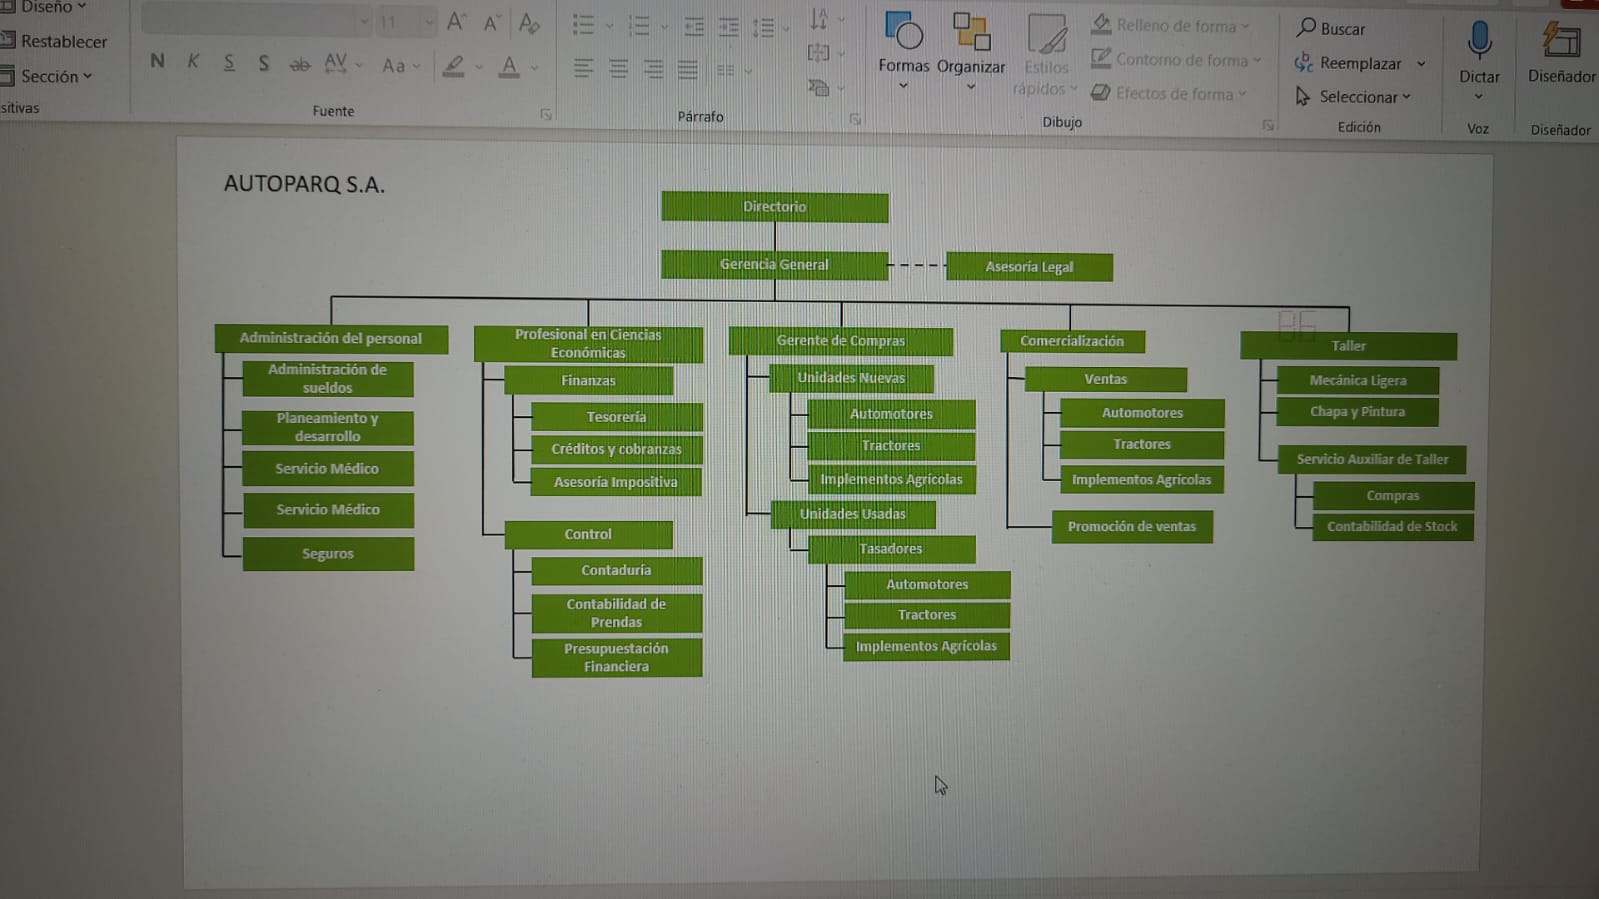 Diseño
Restablecer
Sección
sitivas
11
Aa
Fuente
Párrafo
Formas
Organizar
Estilos
rápidos
Relleno de forma
Contorno de forma
Efectos de forma
Dibujo
Buscar
Reemplazar
Seleccionar
Edición
Dictar
Voz
Diseñador
Diseñador
AUTOPARQ S.A.
Directorio
Gerencia General
Asesoría Legal
Administración del personal
Administración de
sueldos
Planeamiento y
desarrollo
Servicio Médico
Servicio Médico
Seguros
Profesional en Ciencias
Económicas
Finanzas
Tesorería
Créditos y cobranzas
Asesoría Impositiva
Control
Contaduría
Contabilidad de
Prendas
Presupuestación
Financiera
Gerente de Compras
Unidades Nuevas
Automotores
Tractores
Implementos Agrícolas
Unidades Usadas
Tasadores
Automotores
Tractores
Implementos Agrícolas
Comercialización
Ventas
Automotores
Tractores
Implementos Agrícolas
Promoción de ventas
86
Taller
Mecánica Ligera
Chapa y Pintura
Servicio Auxiliar de Taller
Compras
Contabilidad de Stock